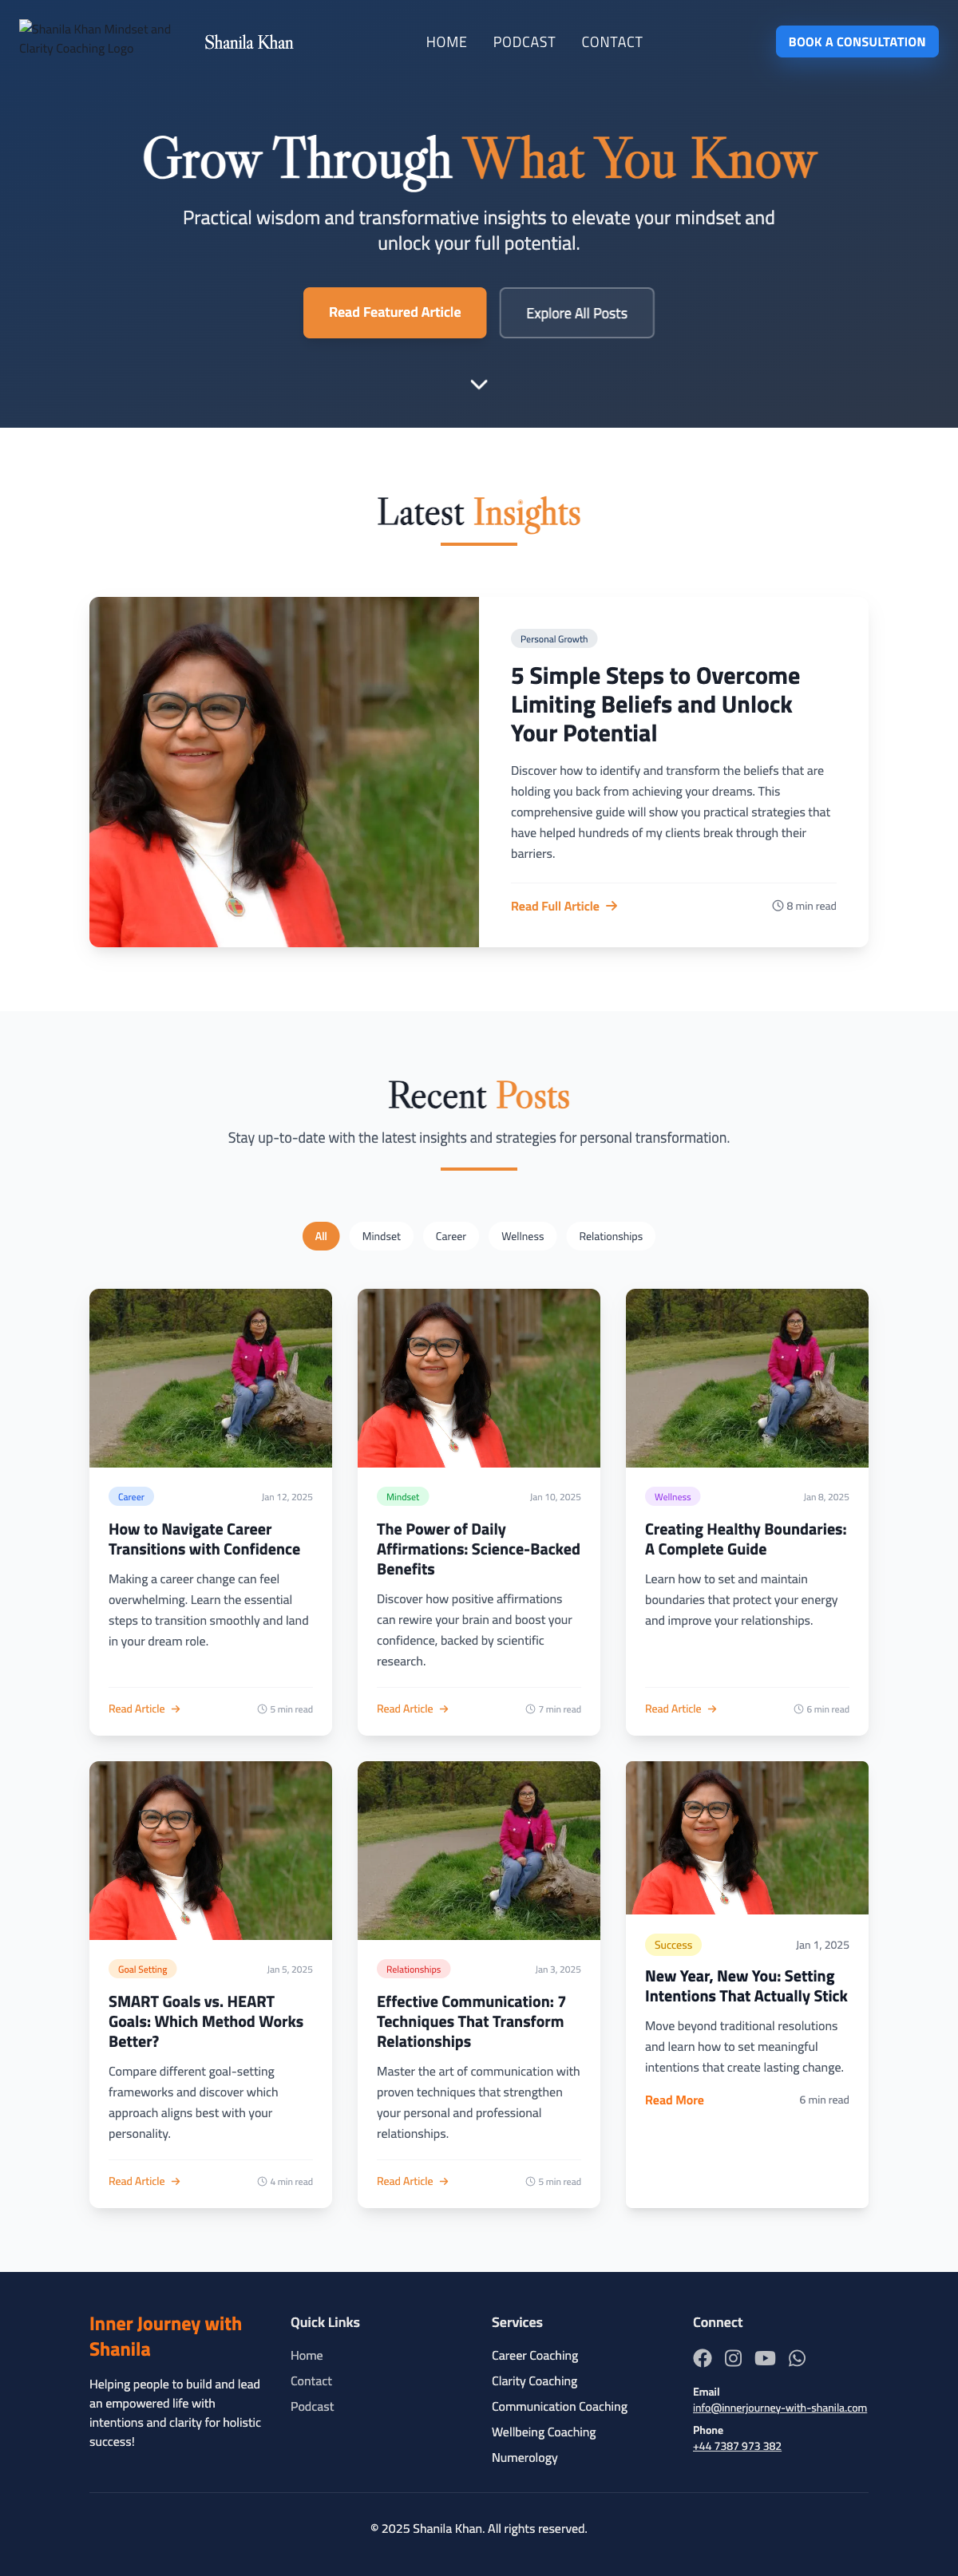 Shanila Khan Mindset and
Clarity Coaching Logo
Shanila Khan
HOME
PODCAST
CONTACT
BOOK A CONSULTATION
Grow Through What You Know
Practical wisdom and transformative insights to elevate your mindset and
unlock your full potential.
Read Featured Article
Explore All Posts
Latest Insights
Personal Growth
5 Simple Steps to Overcome
Limiting Beliefs and Unlock
Your Potential
Discover how to identify and transform the beliefs that are
holding you back from achieving your dreams. This
comprehensive guide will show you practical strategies that
have helped hundreds of my clients break through their
barriers.
Read Full Article
8 min read
Recent Posts
Stay up-to-date with the latest insights and strategies for personal transformation.
All
Mindset
Career
Wellness
Relationships
Career
Jan 12, 2025
How to Navigate Career
Transitions with Confidence
Making a career change can feel
overwhelming. Learn the essential
steps to transition smoothly and land
in your dream role.
Read Article
5 min read
Mindset
Jan 10, 2025
The Power of Daily
Affirmations: Science-Backed
Benefits
Discover how positive affirmations
can rewire your brain and boost your
confidence, backed by scientific
research.
Read Article
7 min read
Wellness
Jan 8, 2025
Creating Healthy Boundaries:
A Complete Guide
Learn how to set and maintain
boundaries that protect your energy
and improve your relationships.
Read Article
6 min read
Goal Setting
Jan 5, 2025
SMART Goals vs. HEART
Goals: Which Method Works
Better?
Compare different goal-setting
frameworks and discover which
approach aligns best with your
personality.
Read Article
4 min read
Relationships
Jan 3, 2025
Effective Communication: 7
Techniques That Transform
Relationships
Master the art of communication with
proven techniques that strengthen
your personal and professional
relationships.
Read Article
5 min read
Success
Jan 1, 2025
New Year, New You: Setting
Intentions That Actually Stick
Move beyond traditional resolutions
and learn how to set meaningful
intentions that create lasting change.
Read More
6 min read
Inner Journey with
Shanila
Helping people to build and lead
an empowered life with
intentions and clarity for holistic
success!
Quick Links
Home
Contact
Podcast
Services
Career Coaching
Clarity Coaching
Communication Coaching
Wellbeing Coaching
Numerology
Connect
Email
info@innerjourney-with-shanila.com
Phone
+44 7387 973 382
© 2025 Shanila Khan. All rights reserved.